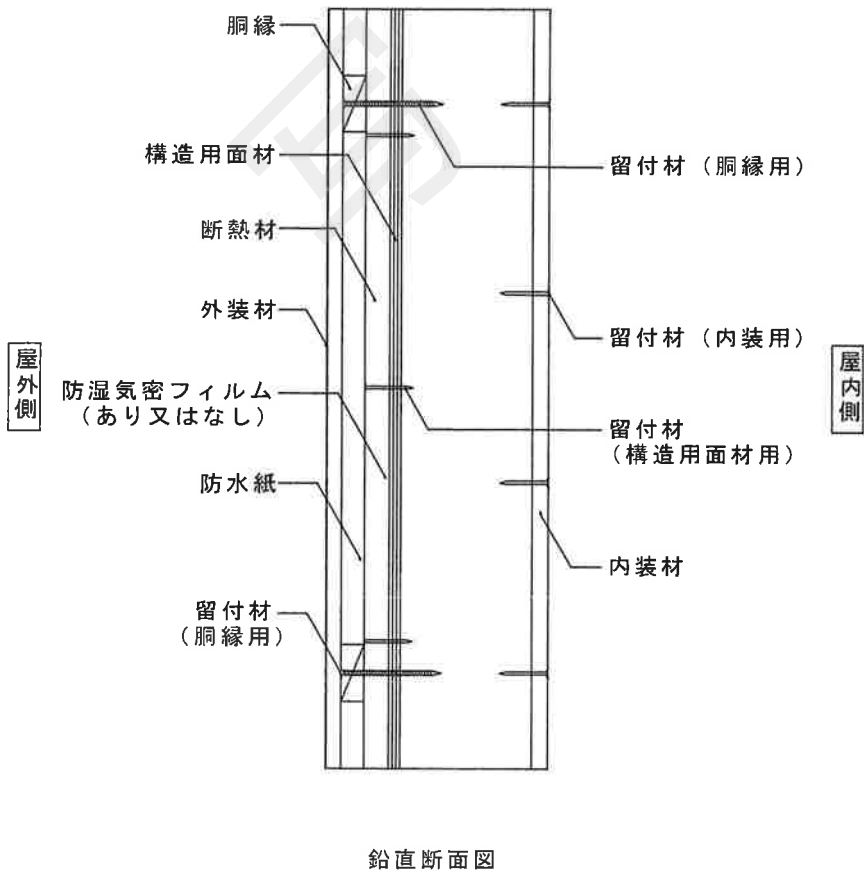 胴縁
構造用面材
断熱材
外装材
防湿気密フィルム
（あり又はなし）
防水紙
留付材
（胴縁用）
屋外側
留付材（胴縁用）
留付材（内装用）
留付材
（構造用面材用）
内装材
屋内側
写
鉛直断面図